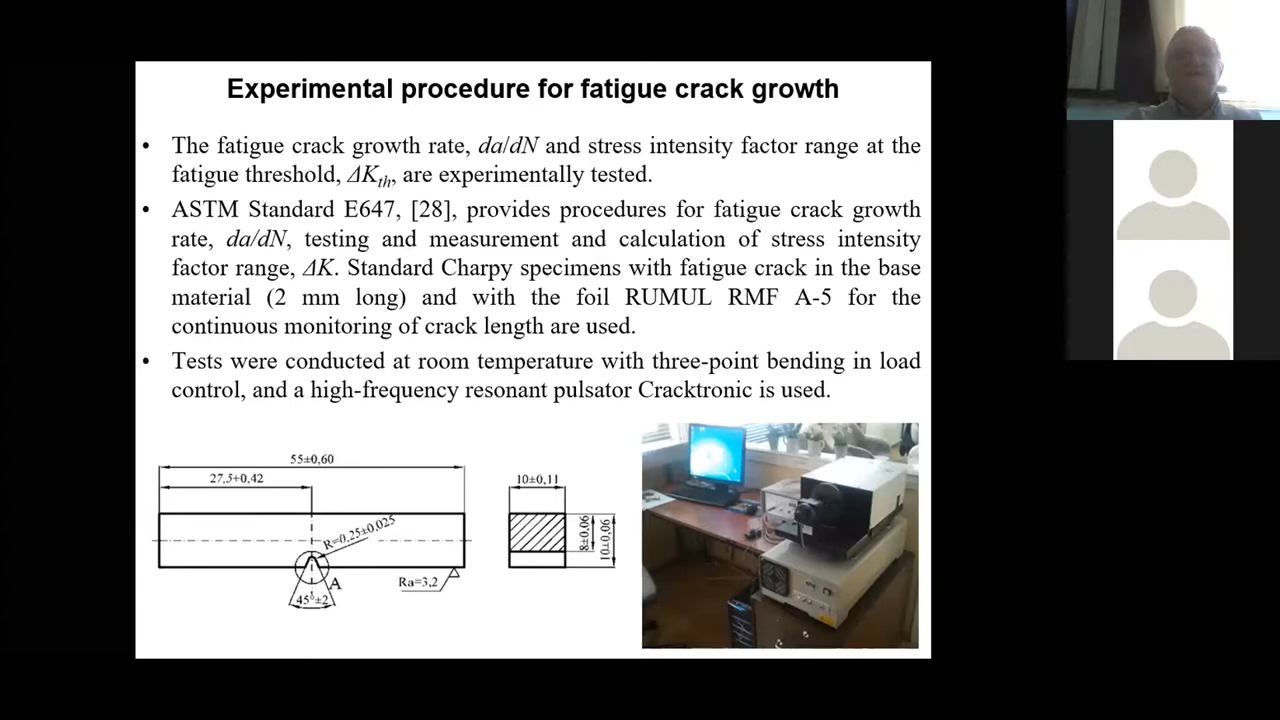 Experimental procedure for fatigue crack growth
• The fatigue crack growth rate, da/dN and stress intensity factor range at the
fatigue threshold, ΔKth, are experimentally tested.
• ASTM Standard E647, [28], provides procedures for fatigue crack growth
rate, da/dN, testing and measurement and calculation of stress intensity
factor range, ΔK. Standard Charpy specimens with fatigue crack in the base
material (2 mm long) and with the foil RUMUL RMF A-5 for the
continuous monitoring of crack length are used.
• Tests were conducted at room temperature with three-point bending in load
control, and a high-frequency resonant pulsator Cracktronic is used.
55±0,60
27,5±0,42
10±0,11
R=0,25±0,025
8±0,06
10±0,06
A
Ra=3,2
45°±2